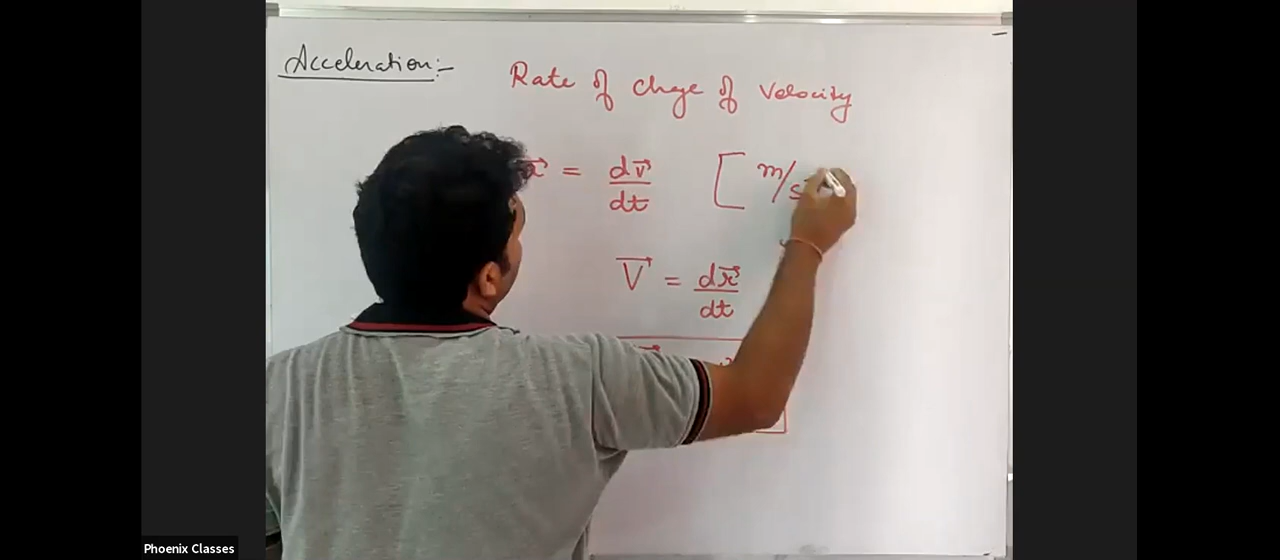 Acceleration:-
Rate of chge of Velocity
a⃗ = dv⃗/dt [ m/s
V⃗ = dx⃗/dt
Phoenix Classes